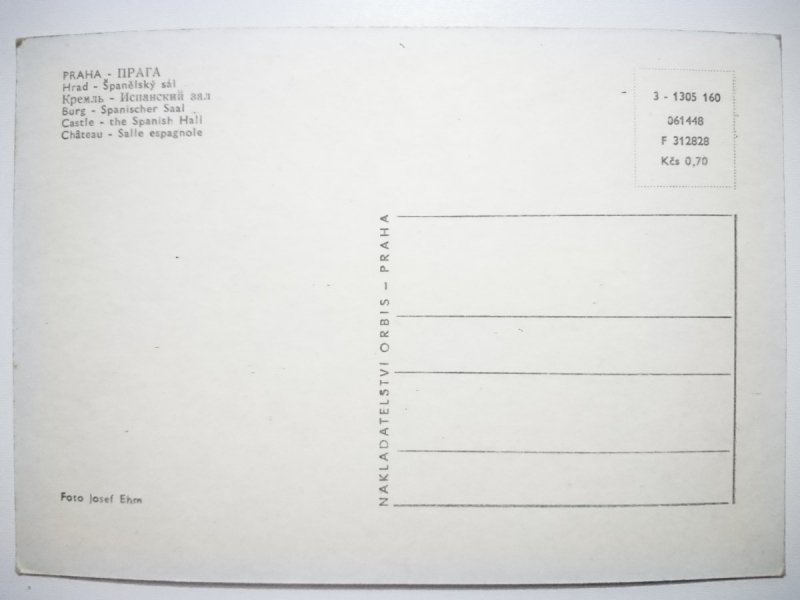 PRAHA - ПРАГА
Hrad - Španělský sál
Кремль - Испанский зал
Burg - Spanischer Saal
Castle - the Spanish Hall
Château - Salle espagnole
3 - 1305 160
061448
F 312828
Kčs 0,70
NAKLADATELSTVÍ ORBIS - PRAHA
Foto Josef Ehm